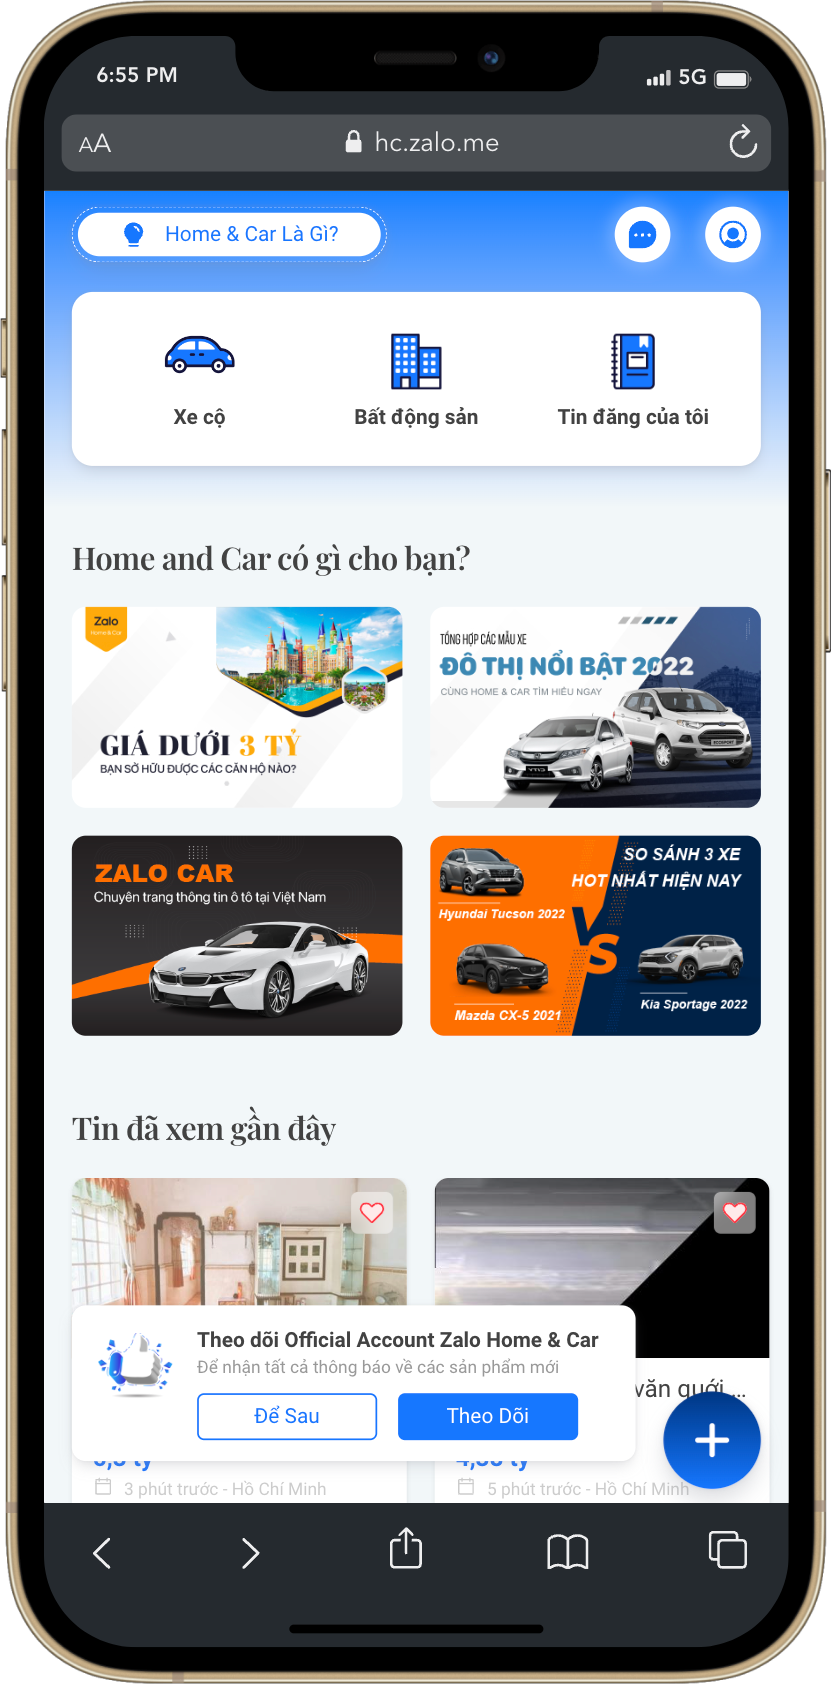 6:55 PM
5G
AA
hc.zalo.me
Home & Car Là Gì?
Xe cộ
Bất động sản
Tin đăng của tôi
Home and Car có gì cho bạn?
Zalo
Home & Car
GIÁ DƯỚI 3 TỶ
BẠN SỞ HỮU ĐƯỢC CÁC CĂN HỘ NÀO?
TỔNG HỢP CÁC MẪU XE
ĐÔ THỊ NỔI BẬT 2022
CÙNG HOME & CAR TÌM HIỂU NGAY
ZALO CAR
Chuyên trang thông tin ô tô tại Việt Nam
SO SÁNH 3 XE
HOT NHẤT HIỆN NAY
Hyundai Tucson 2022
VS
Mazda CX-5 2021
Kia Sportage 2022
Tin đã xem gần đây
Theo dõi Official Account Zalo Home & Car
Để nhận tất cả thông báo về các sản phẩm mới
Để Sau
Theo Dõi
văn quới ...
3 phút trước - Hồ Chí Minh
5 phút trước - Hồ Chí Minh